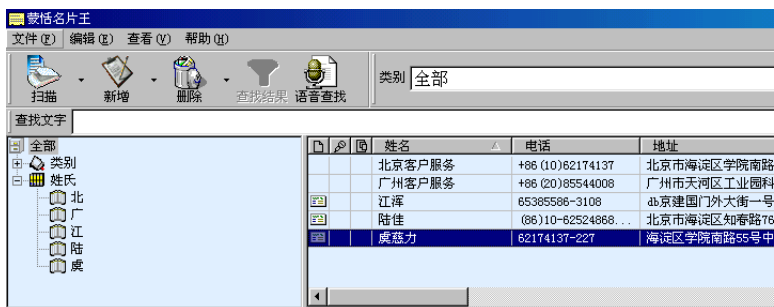 蒙恬名片王
文件(F) 编辑(E) 查看(V) 帮助(H)
扫描 新增 删除 查找结果 语音查找
类别 全部
查找文字
全部
类别
姓氏
北
广
江
陆
虞
姓名 电话 地址
北京客户服务 +86(10)62174137 北京市海淀区学院南路
广州客户服务 +86(20)85544008 广州市天河区工业园科
江浑 65385586-3108 db京建国门外大街一号
陆佳 (86)10-62524868... 北京市海淀区知春路76
虞慈力 62174137-227 海淀区学院南路55号中